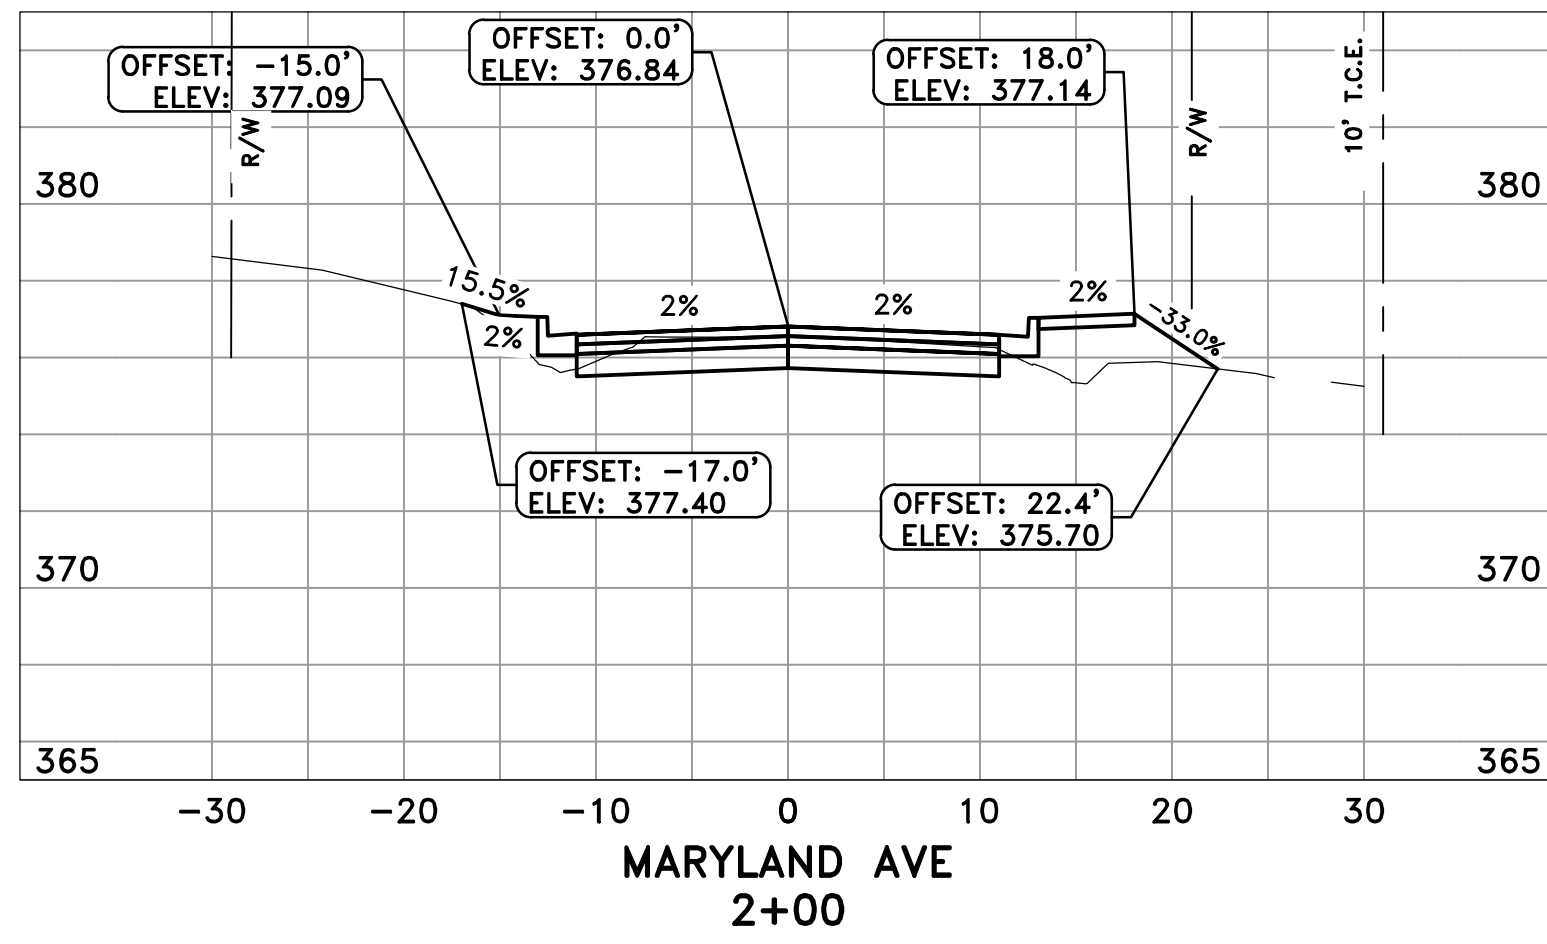 OFFSET: -15.0'
ELEV: 377.09
OFFSET: 0.0'
ELEV: 376.84
OFFSET: 18.0'
ELEV: 377.14
R/W
R/W
10' T.C.E.
380
380
15.5%
2%
2%
2%
2%
-33.0%
OFFSET: -17.0'
ELEV: 377.40
OFFSET: 22.4'
ELEV: 375.70
370
370
365
365
-30
-20
-10
0
10
20
30
MARYLAND AVE
2+00